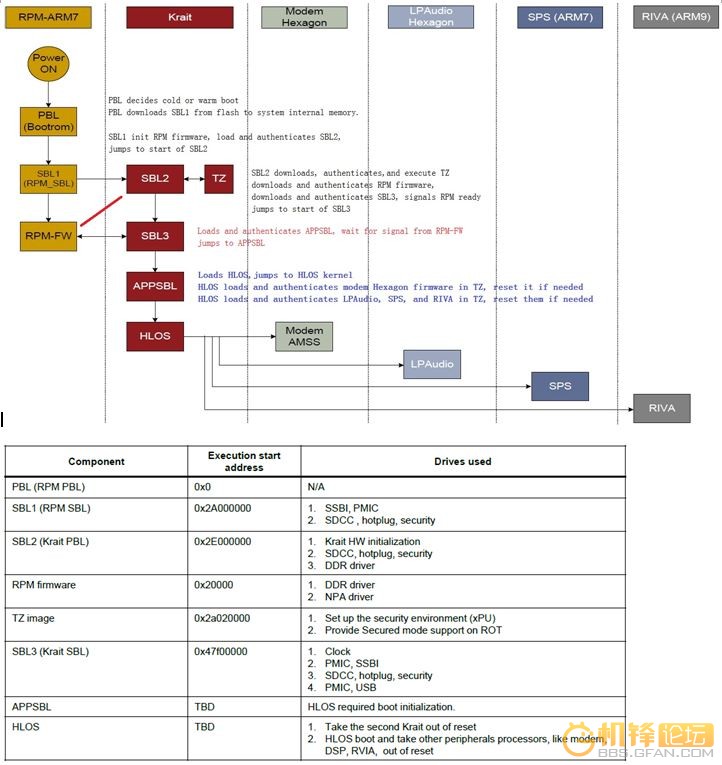 RPM-ARM7
Krait
Modem
Hexagon
LPAudio
Hexagon
SPS (ARM7)
RIVA (ARM9)
Power
ON
PBL
(Bootrom)
PBL decides cold or warm boot
PBL downloads SBL1 from flash to system internal memory.
SBL1 init RPM firmware, load and authenticates SBL2,
jumps to start of SBL2
SBL1
(RPM_SBL)
SBL2
TZ
SBL2 downloads, authenticates,and execute TZ
downloads and authenticates RPM firmware,
downloads and authenticates SBL3, signals RPM ready
jumps to start of SBL3
RPM-FW
SBL3
Loads and authenticates APPSBL, wait for signal from RPM-FW
jumps to APPSBL
APPSBL
Loads HLOS,jumps to HLOS kernel
HLOS loads and authenticates modem Hexagon firmware in TZ, reset it if needed
HLOS loads and authenticates LPAudio, SPS, and RIVA in TZ, reset them if needed
HLOS
Modem
AMSS
LPAudio
SPS
RIVA
Component
Execution start
address
Drives used
PBL (RPM PBL)
0x0
N/A
SBL1 (RPM SBL)
0x2A000000
1. SSBI, PMIC
2. SDCC , hotplug, security
SBL2 (Krait PBL)
0x2E000000
1. Krait HW initialization
2. SDCC, hotplug, security
3. DDR driver
RPM firmware
0x20000
1. DDR driver
2. NPA driver
TZ image
0x2a020000
1. Set up the security environment (xPU)
2. Provide Secured mode support on ROT
SBL3 (Krait SBL)
0x47f00000
1. Clock
2. PMIC, SSBI
3. SDCC, hotplug, security
4. PMIC, USB
APPSBL
TBD
HLOS required boot initialization.
HLOS
TBD
1. Take the second Krait out of reset
2. HLOS boot and take other peripherals processors, like modem,
DSP, RVIA, out of reset
机锋论坛
BBS.GFAN.COM